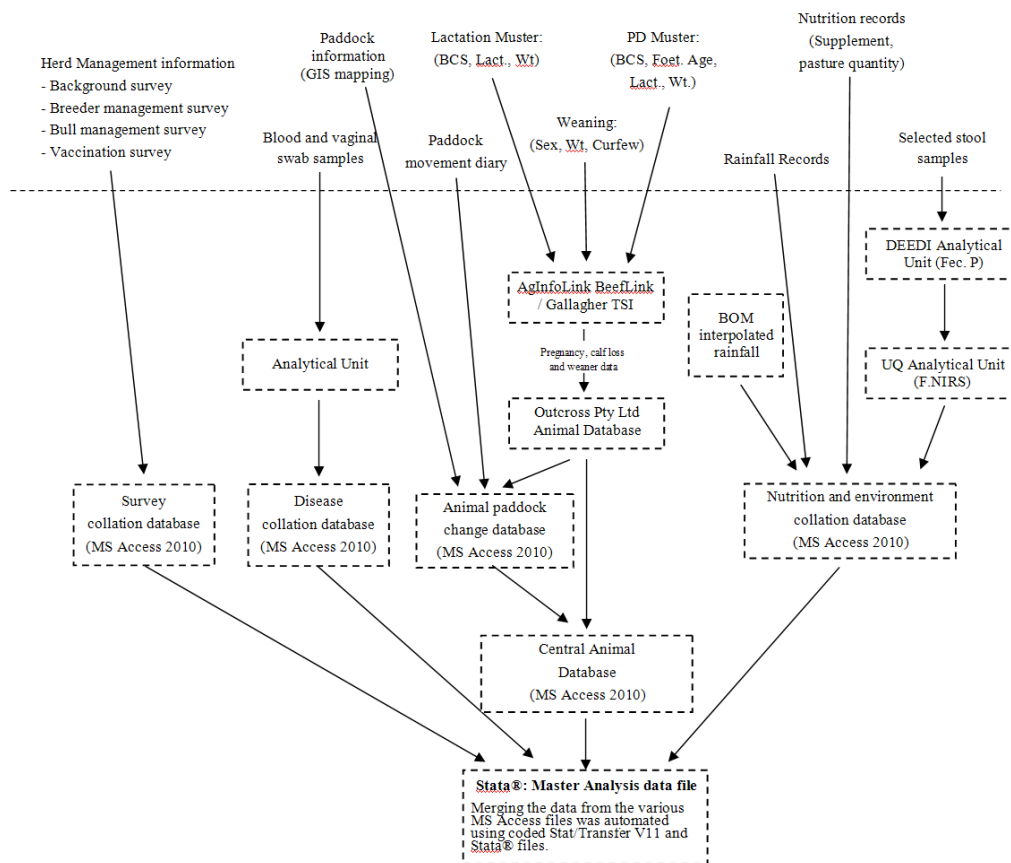 Herd Management information
- Background survey
- Breeder management survey
- Bull management survey
- Vaccination survey
Blood and vaginal
swab samples
Paddock
information
(GIS mapping)
Paddock
movement diary
Lactation Muster:
(BCS, Lact., Wt)
Weaning:
(Sex, Wt, Curfew)
PD Muster:
(BCS, Foet. Age,
Lact., Wt.)
Rainfall Records
Nutrition records
(Supplement,
pasture quantity)
Selected stool
samples
DEEDI Analytical
Unit (Fec. P)
AgInfoLink BeefLink
/ Gallagher TSI
BOM
interpolated
rainfall
Analytical Unit
Pregnancy, calf loss
and weaner data
UQ Analytical Unit
(F.NIRS)
Outcross Pty Ltd
Animal Database
Survey
collation database
(MS Access 2010)
Disease
collation database
(MS Access 2010)
Animal paddock
change database
(MS Access 2010)
Nutrition and environment
collation database
(MS Access 2010)
Central Animal
Database
(MS Access 2010)
Stata®: Master Analysis data file
Merging the data from the various
MS Access files was automated
using coded Stat/Transfer V11 and
Stata® files.